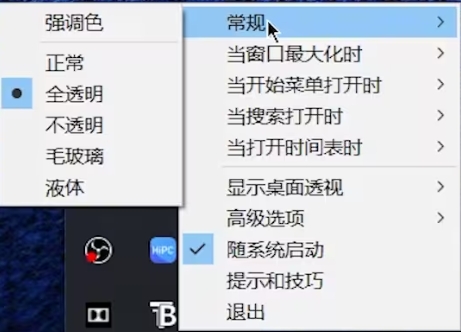 强调色
正常
全透明
不透明
毛玻璃
液体
常规
当窗口最大化时
当开始菜单打开时
当搜索打开时
当打开时间表时
显示桌面透视
高级选项
随系统启动
提示和技巧
退出
HiPC
TB